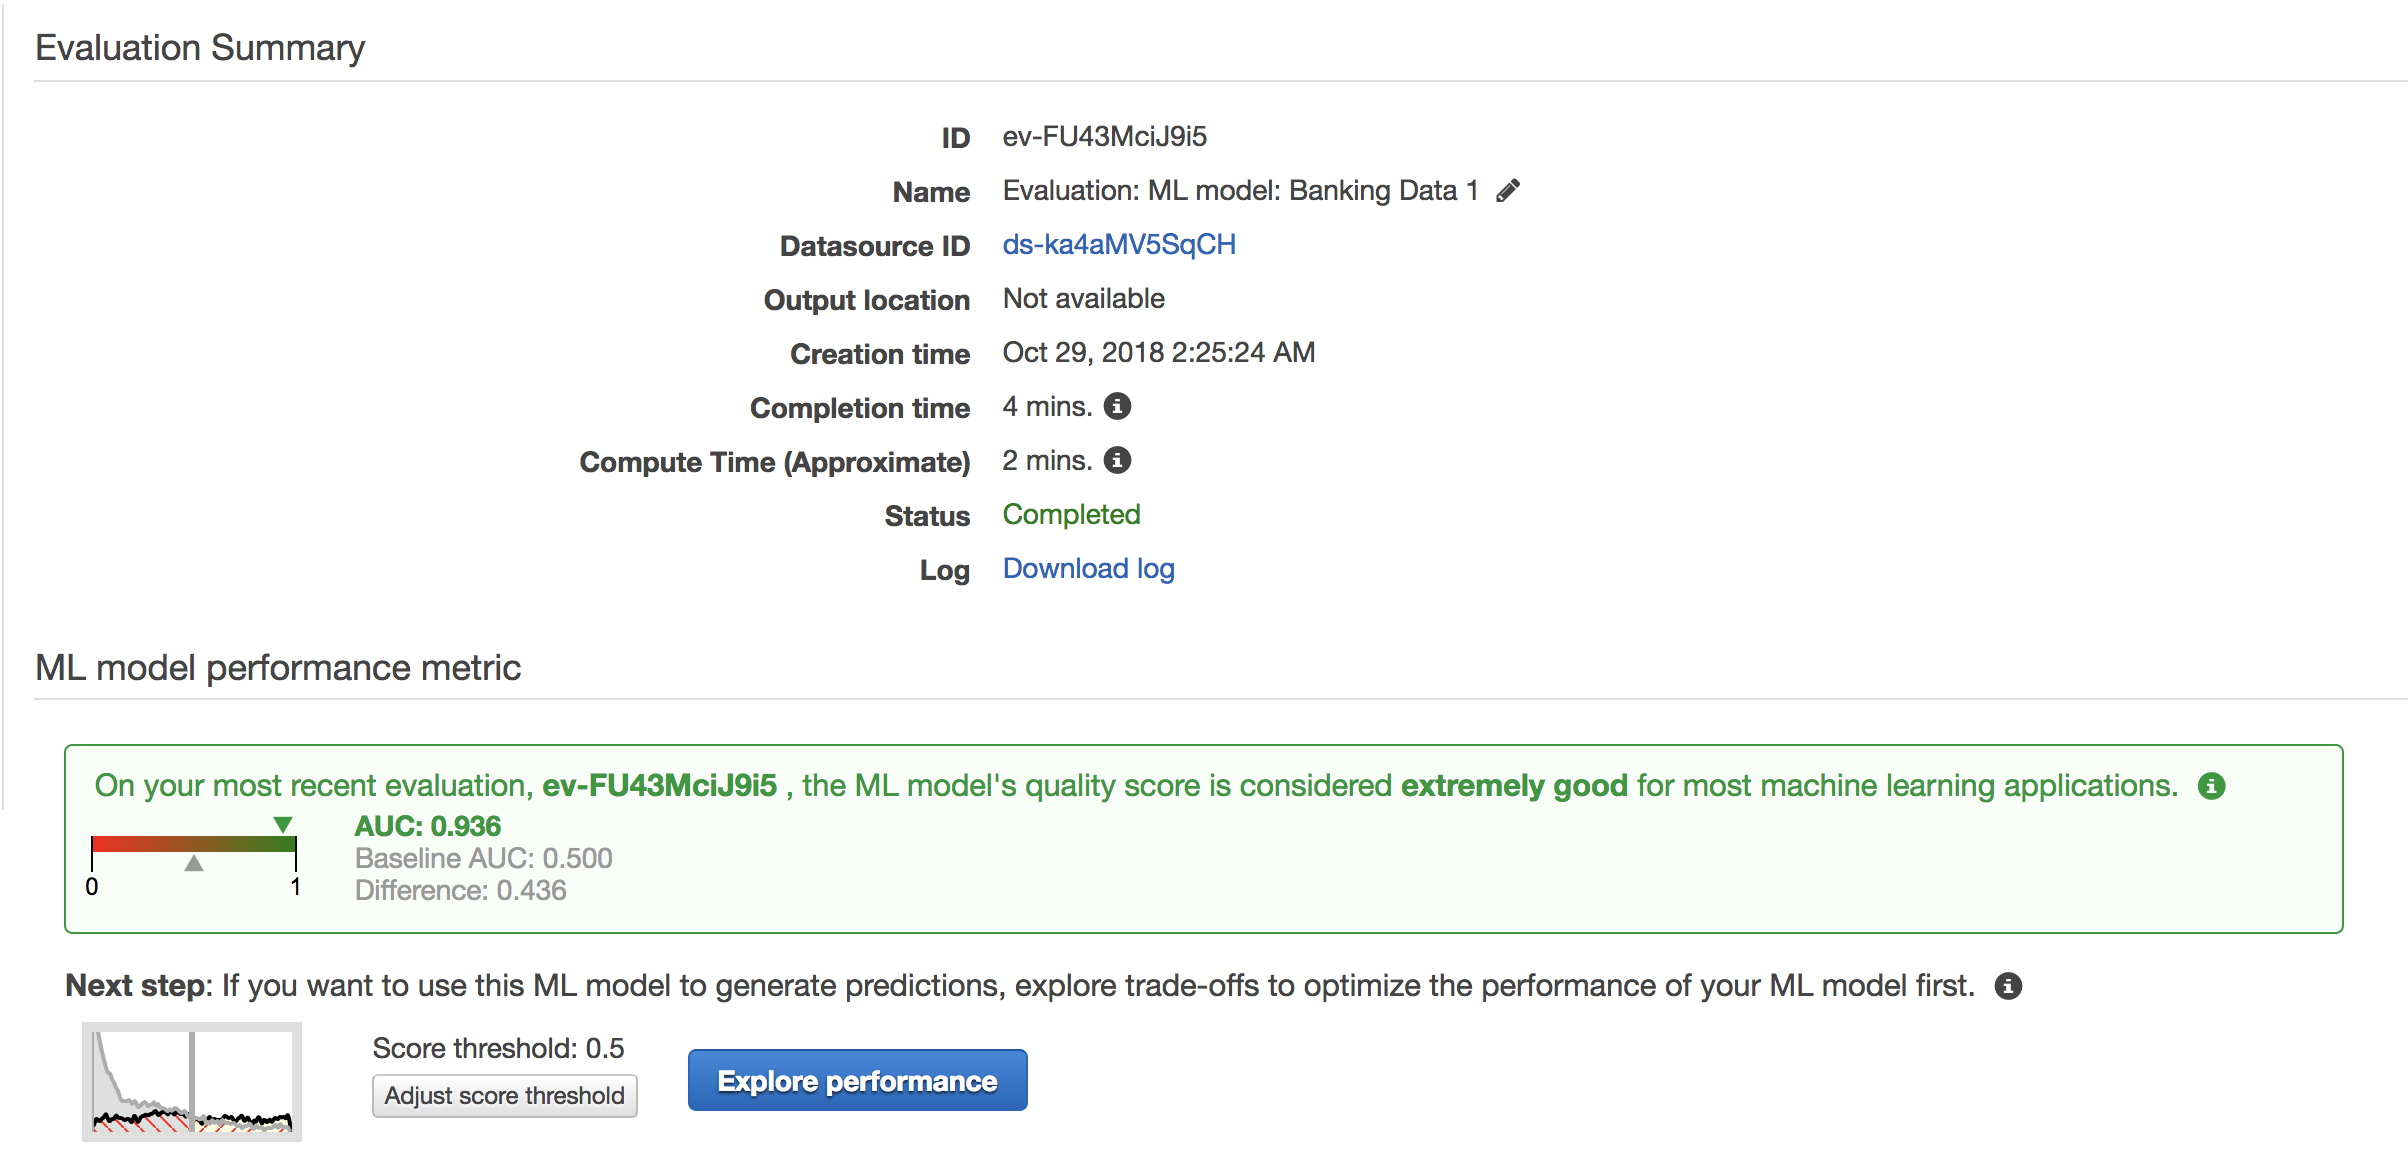 Evaluation Summary
ID ev-FU43MciJ9i5
Name Evaluation: ML model: Banking Data 1
Datasource ID ds-ka4aMV5SqCH
Output location Not available
Creation time Oct 29, 2018 2:25:24 AM
Completion time 4 mins.
Compute Time (Approximate) 2 mins.
Status Completed
Log Download log
ML model performance metric
On your most recent evaluation, ev-FU43MciJ9i5 , the ML model's quality score is considered extremely good for most machine learning applications.
AUC: 0.936
Baseline AUC: 0.500
Difference: 0.436
0 1
Next step: If you want to use this ML model to generate predictions, explore trade-offs to optimize the performance of your ML model first.
Score threshold: 0.5
Adjust score threshold
Explore performance